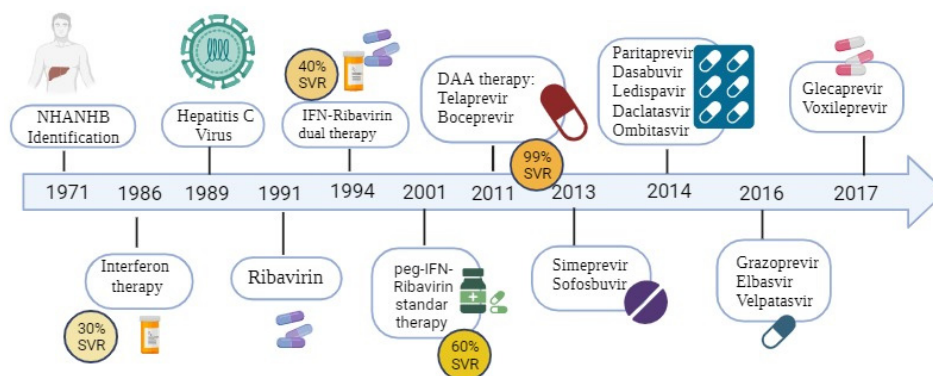 40%
SVR
NHANHB
Identification
Hepatitis C
Virus
IFN-Ribavirin
dual therapy
DAA therapy:
Telaprevir
Boceprevir
Paritaprevir
Dasabuvir
Ledispavir
Daclatasvir
Ombitasvir
Glecaprevir
Voxileprevir
99%
SVR
1971
1986
1989
1991
1994
2001
2011
2013
2014
2016
2017
Interferon
therapy
30%
SVR
Ribavirin
peg-IFN-
Ribavirin
standar
therapy
60%
SVR
Simeprevir
Sofosbuvir
Grazoprevir
Elbasvir
Velpatasvir